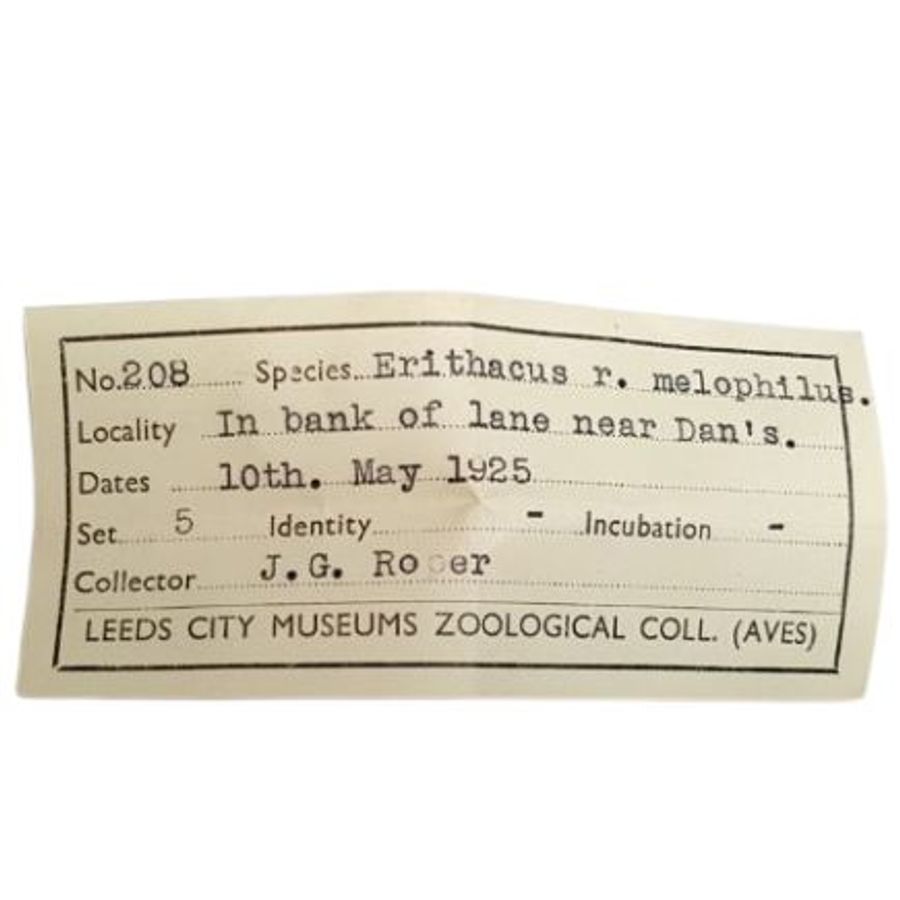 No. 208 Species Erithacus r. melophilus.
Locality In bank of lane near Dan's.
Dates 10th. May 1925
Set 5 Identity - Incubation -
Collector J.G.
LEEDS CITY MUSEUMS ZOOLOGICAL COLL. (AVES)